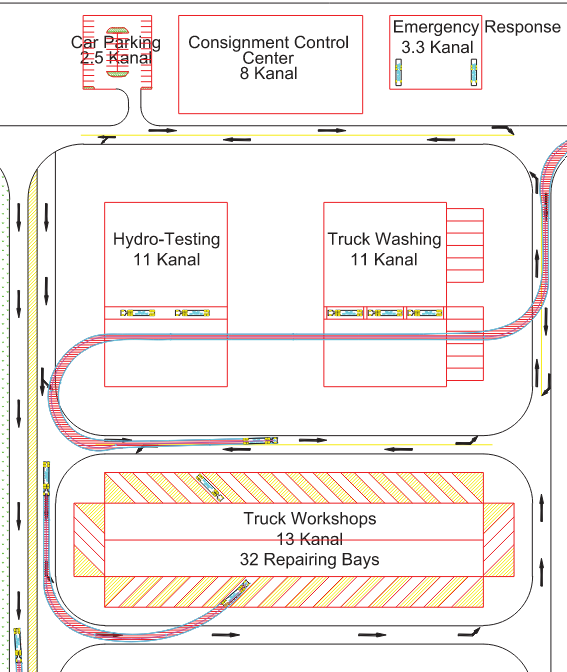 Car Parking
2.5 Kanal
Consignment Control
Center
8 Kanal
Emergency Response
3.3 Kanal
Hydro-Testing
11 Kanal
Truck Washing
11 Kanal
Truck Workshops
13 Kanal
32 Repairing Bays